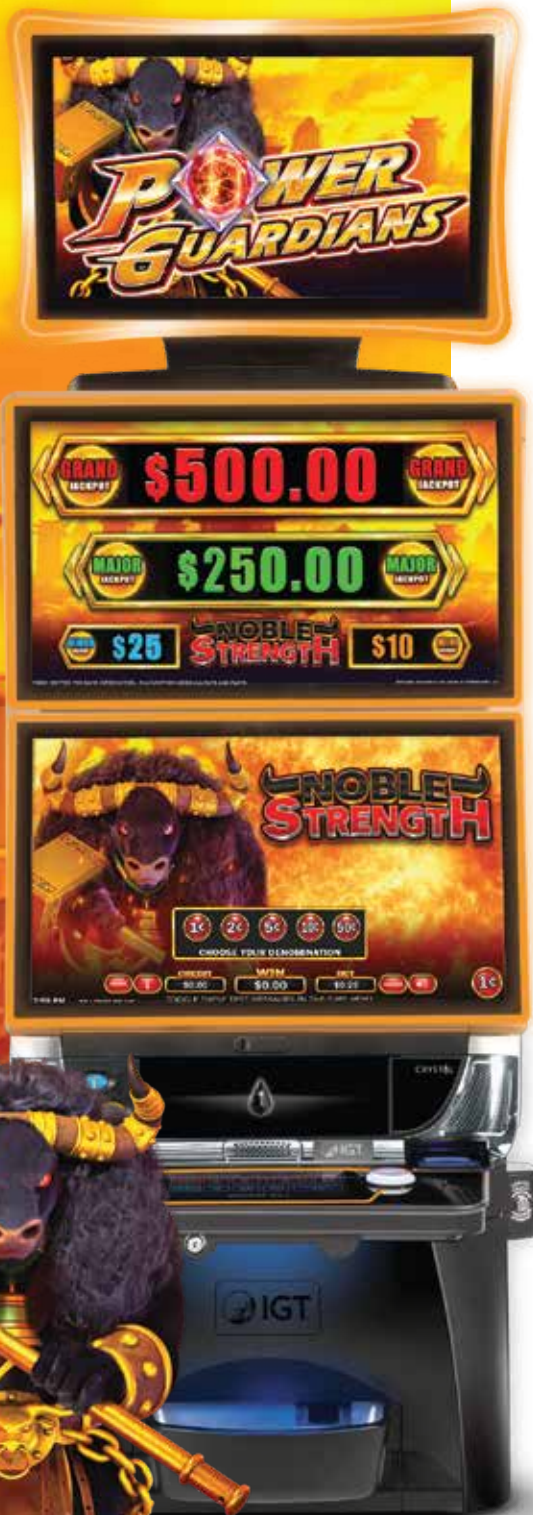 POWER
GUARDIANS
GRAND
JACKPOT
$500.00
GRAND
JACKPOT
MAJOR
JACKPOT
$250.00
MAJOR
JACKPOT
$25
NOBLE
STRENGTH
$10
NOBLE
STRENGTH
1¢ 2¢ 5¢ 10¢ 50¢
CHOOSE YOUR DENOMINATION
CREDIT WIN BET
$0.00 $0.00
1¢
CRYSTAL
IGT
IGT